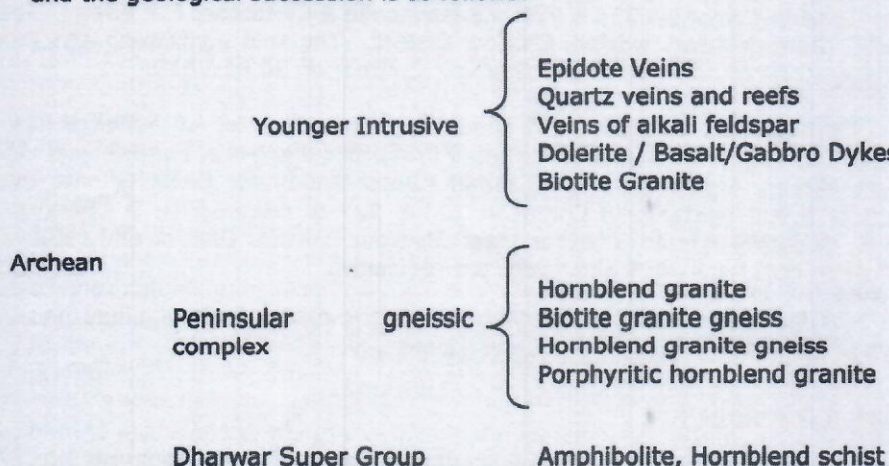 Epidote Veins
Quartz veins and reefs
Younger Intrusive
Veins of alkali feldspar
Dolerite / Basalt/Gabbro Dykes
Biotite Granite
Archean
Hornblend granite
Peninsular gneissic
Biotite granite gneiss
complex
Hornblend granite gneiss
Porphyritic hornblend granite
Dharwar Super Group
Amphibolite, Hornblend schist